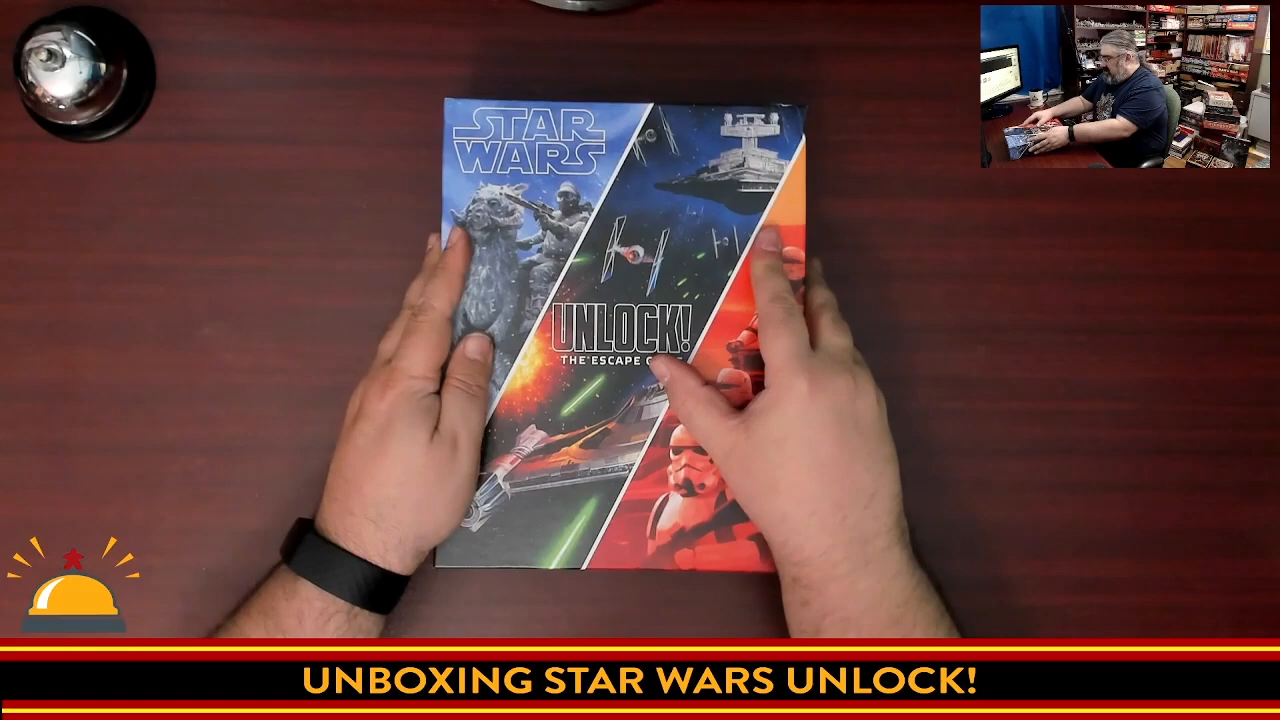 STAR
WARS
UNLOCK!
THE ESCAPE
UNBOXING STAR WARS UNLOCK!